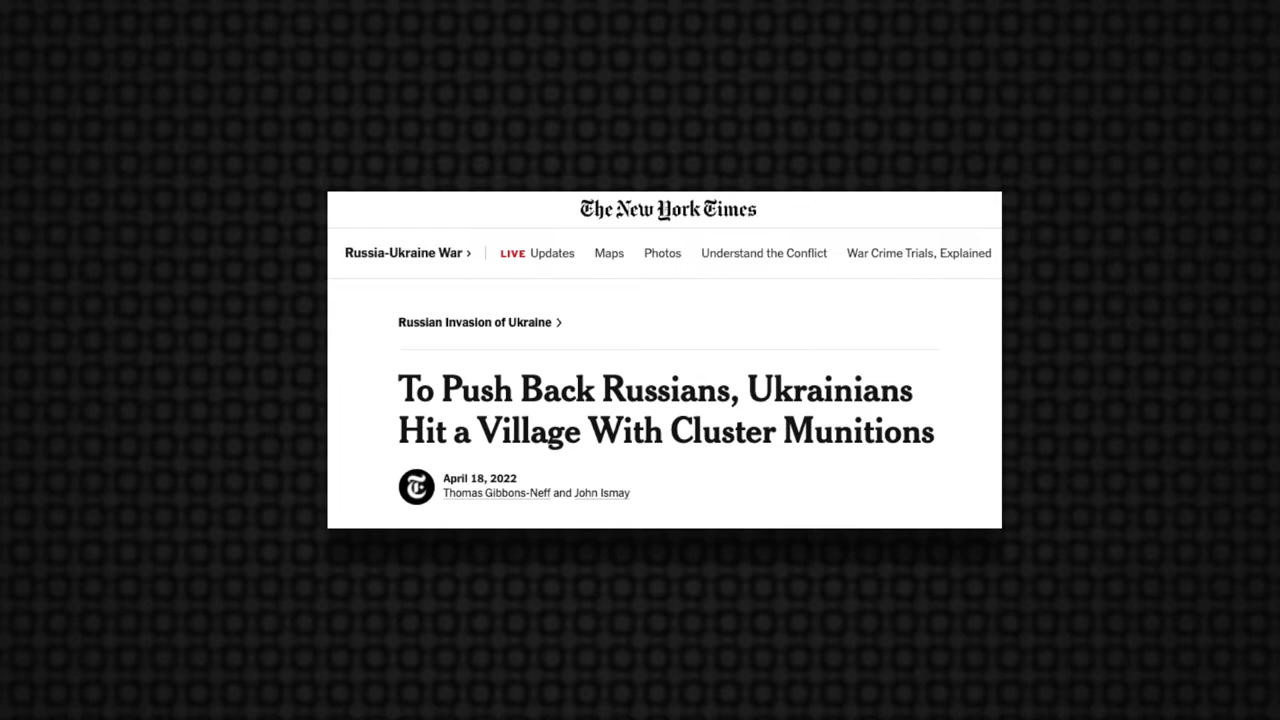 The New York Times
Russia-Ukraine War › LIVE Updates Maps Photos Understand the Conflict War Crime Trials, Explained
Russian Invasion of Ukraine >
To Push Back Russians, Ukrainians
Hit a Village With Cluster Munitions
April 18, 2022
Thomas Gibbons-Neff and John Ismay